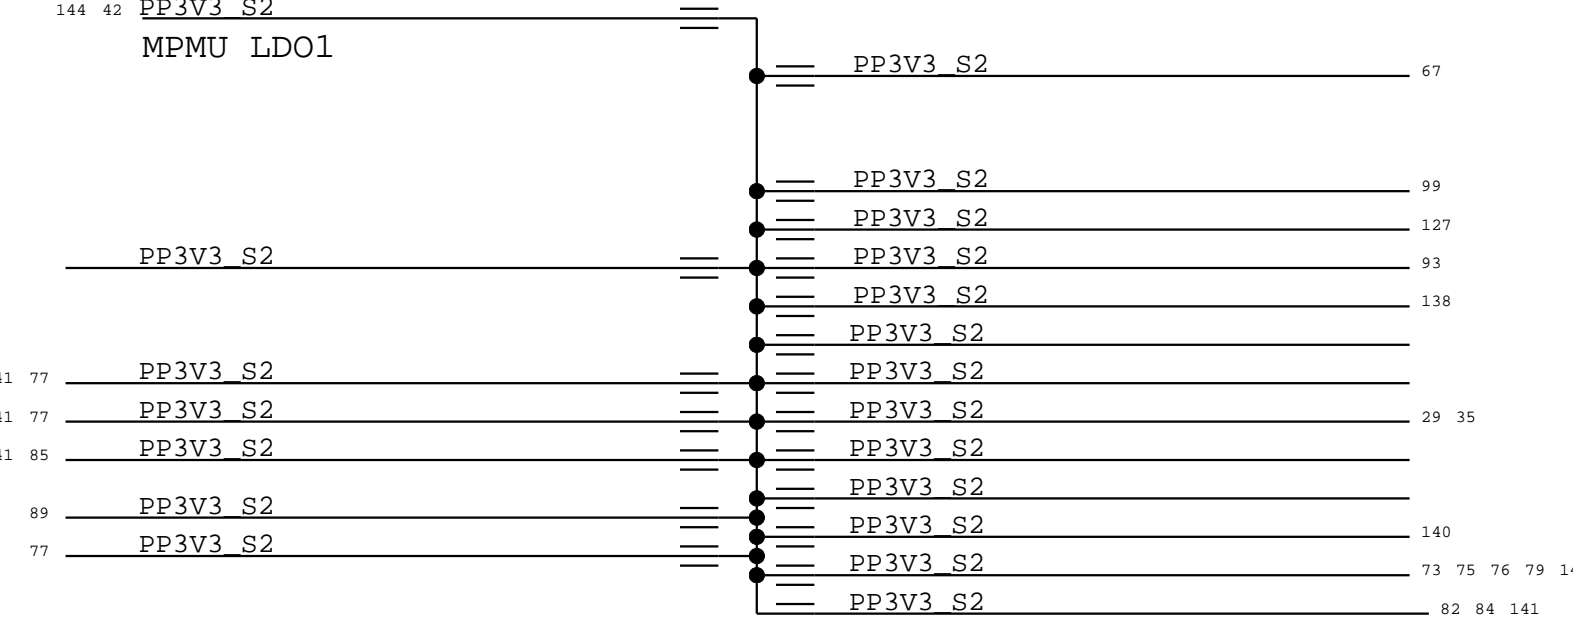 144 42 PP3V3_S2
MPMU LDO1
PP3V3_S2 67
PP3V3_S2 99
PP3V3_S2 127
PP3V3_S2 PP3V3_S2 93
PP3V3_S2 138
PP3V3_S2
77 PP3V3_S2 PP3V3_S2
77 PP3V3_S2 PP3V3_S2 29 35
85 PP3V3_S2 PP3V3_S2
PP3V3_S2
89 PP3V3_S2
PP3V3_S2 140
77 PP3V3_S2
PP3V3_S2 73 75 76 79
PP3V3_S2 82 84 141